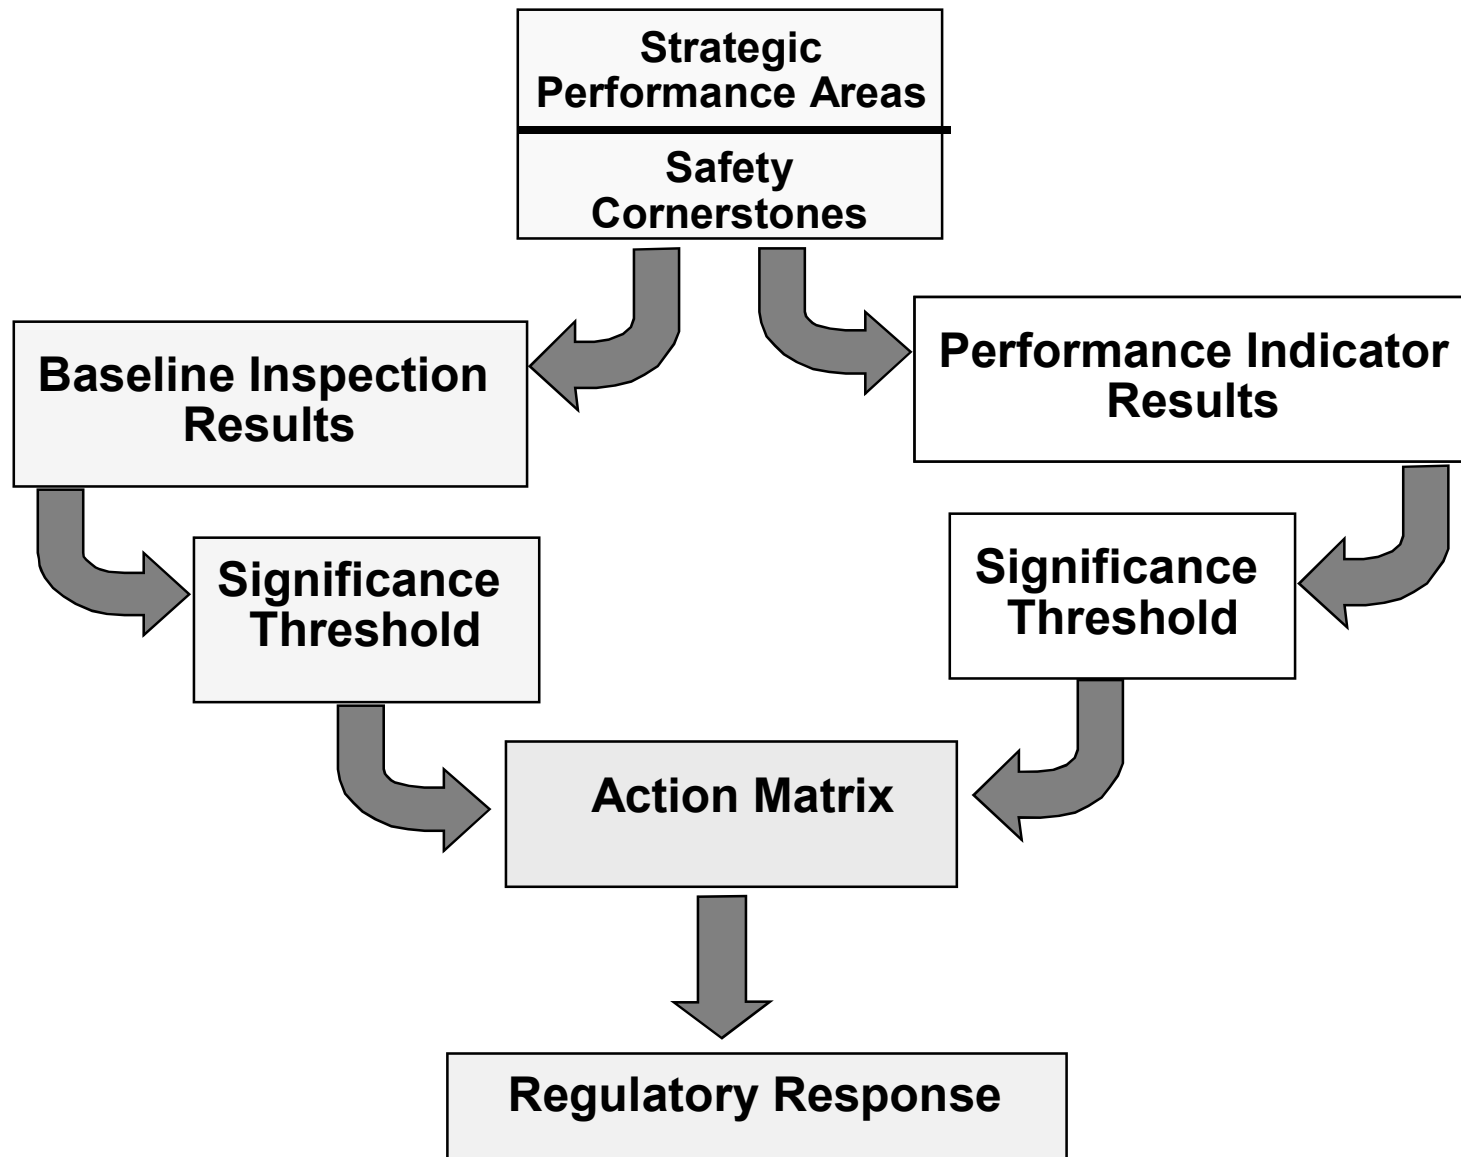 Strategic
Performance Areas
Safety
Cornerstones
Baseline Inspection
Results
Performance Indicator
Results
Significance
Threshold
Significance
Threshold
Action Matrix
Regulatory Response